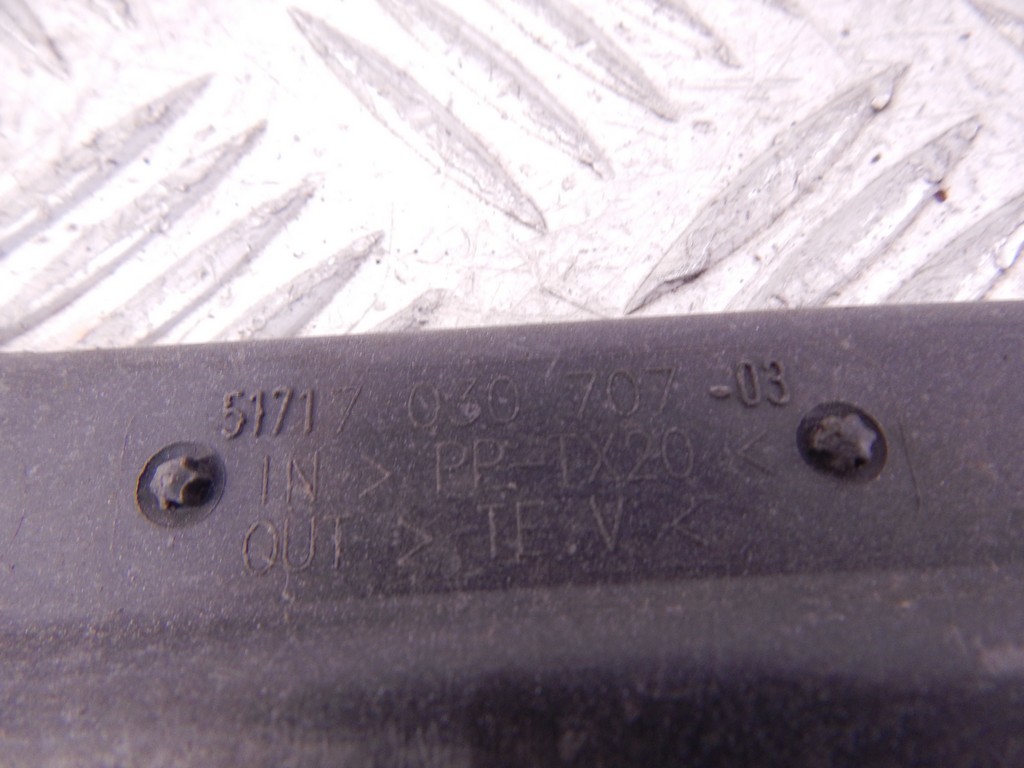 51717 030 707 -03
IN > PP-TX20 <
OUT > TE.V <